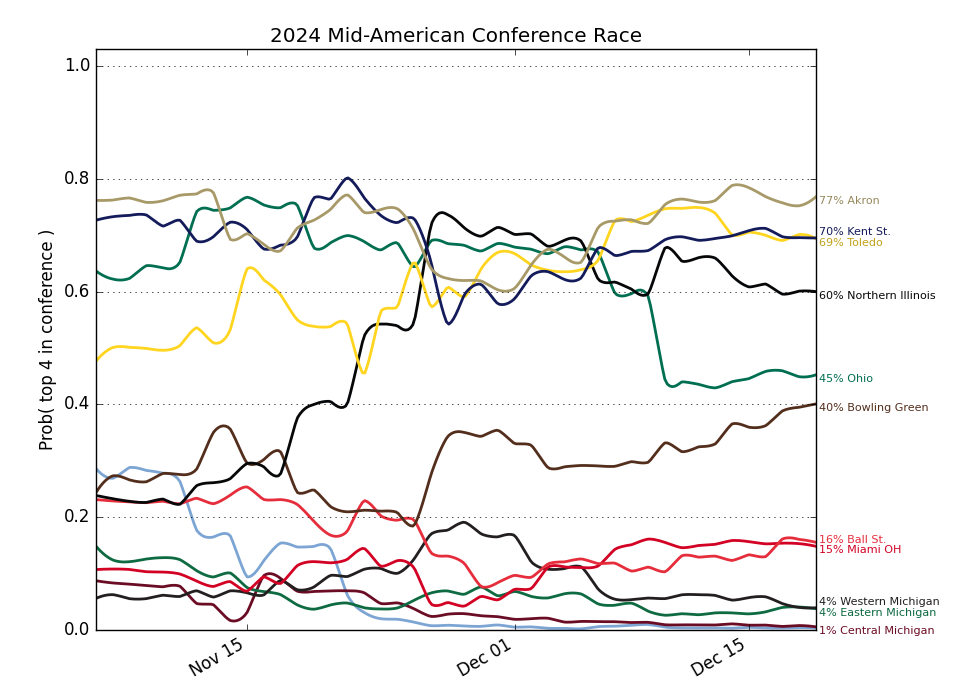 2024 Mid-American Conference Race
Prob( top 4 in conference )
1.0
0.8
0.6
0.4
0.2
0.0
Nov 15
Dec 01
Dec 15
77% Akron
70% Kent St.
69% Toledo
60% Northern Illinois
45% Ohio
40% Bowling Green
16% Ball St.
15% Miami OH
4% Western Michigan
4% Eastern Michigan
1% Central Michigan